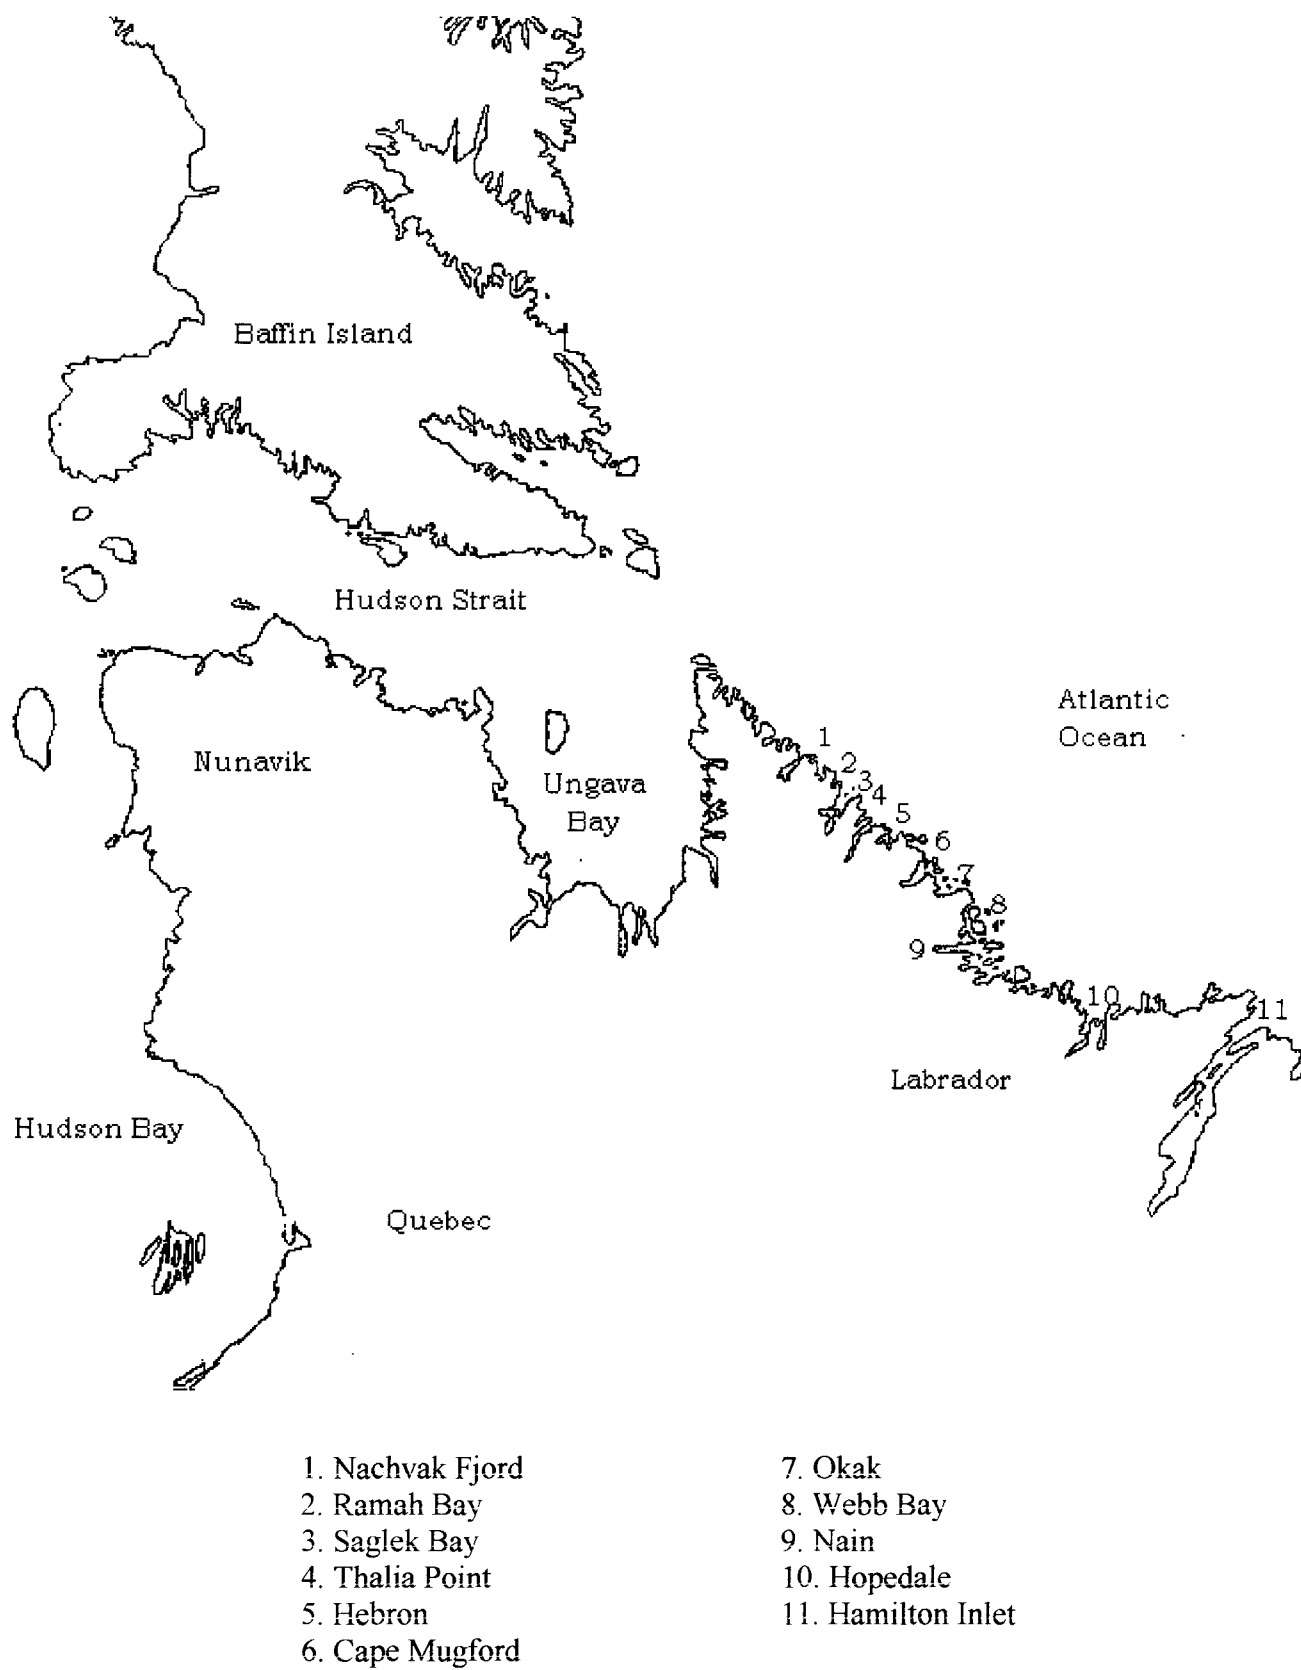 Baffin Island
Hudson Strait
Atlantic
Ocean
Nunavik
Ungava
Bay
1
2
3
4
5
6
7
8
9
10
11
Labrador
Hudson Bay
Quebec
1. Nachvak Fjord
2. Ramah Bay
3. Saglek Bay
4. Thalia Point
5. Hebron
6. Cape Mugford
7. Okak
8. Webb Bay
9. Nain
10. Hopedale
11. Hamilton Inlet